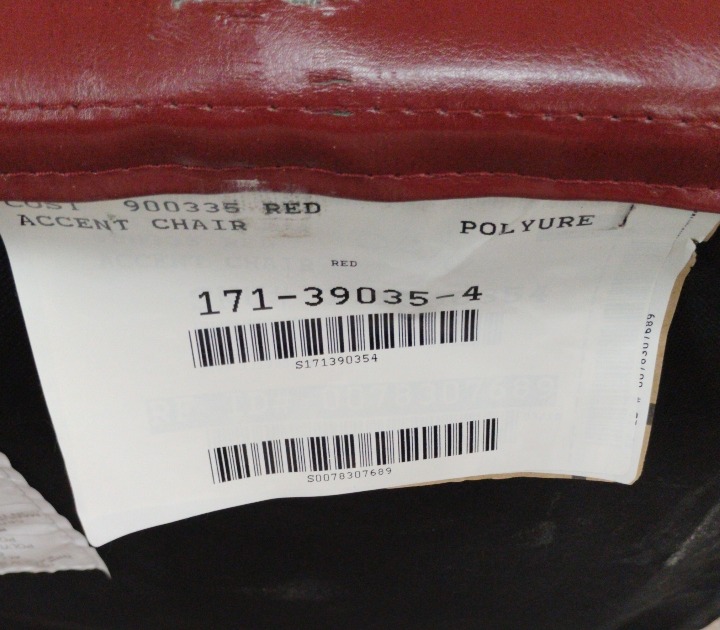 COST 900335 RED
ACCENT CHAIR POLYURE
RED
171-39035-4
S171390354
S0078307689